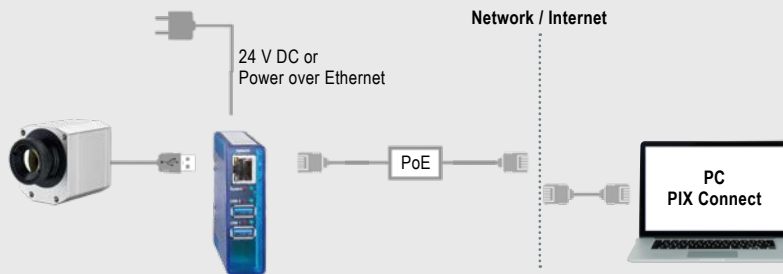 Network / Internet
24 V DC or
Power over Ethernet
PoE
PC
PIX Connect